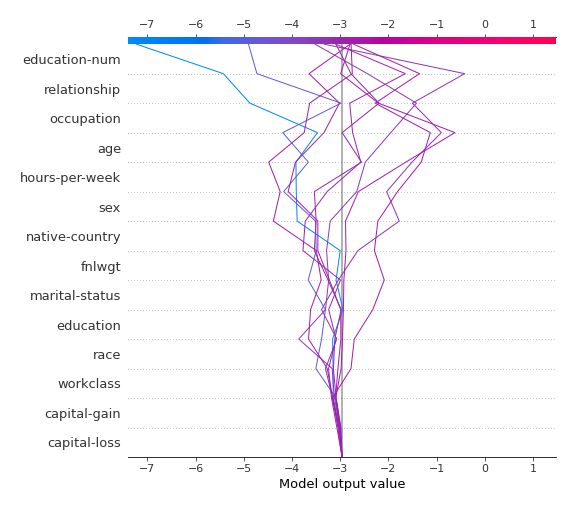 −7 −6 −5 −4 −3 −2 −1 0 1
education-num
relationship
occupation
age
hours-per-week
sex
native-country
fnlwgt
marital-status
education
race
workclass
capital-gain
capital-loss
−7 −6 −5 −4 −3 −2 −1 0 1
Model output value